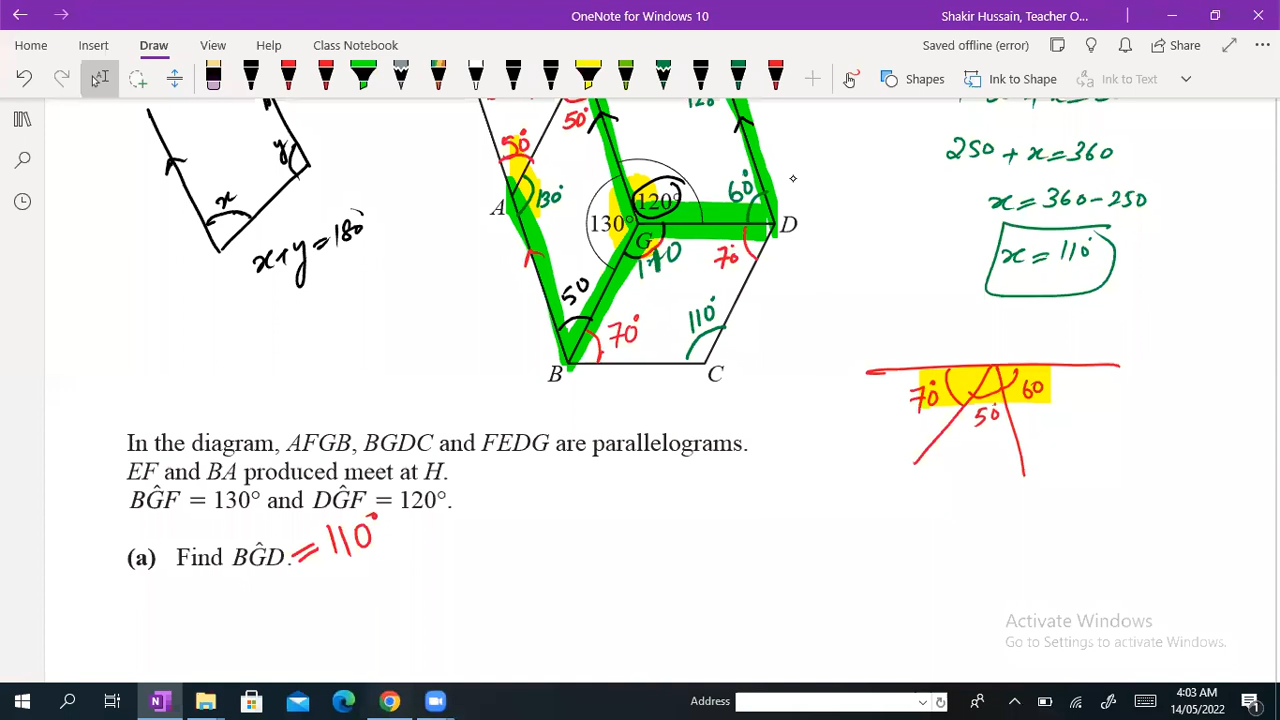 OneNote for Windows 10
Shakir Hussain, Teacher O...
Home Insert Draw View Help Class Notebook
Saved offline (error)
Share
Shapes
Ink to Shape
Ink to Text
50°
50°
120
y
x
x+y=180°
A
130°
130°
120°
60°
G
D
110
70°
50
70°
110°
B
C
250 + x = 360
x = 360 - 250
x = 110°
70°
50°
60
In the diagram, AFGB, BGDC and FEDG are parallelograms.
EF and BA produced meet at H.
BĜF = 130° and DĜF = 120°.
(a) Find BĜD. = 110°
Activate Windows
Go to Settings to activate Windows.
Address
4:03 AM
14/05/2022